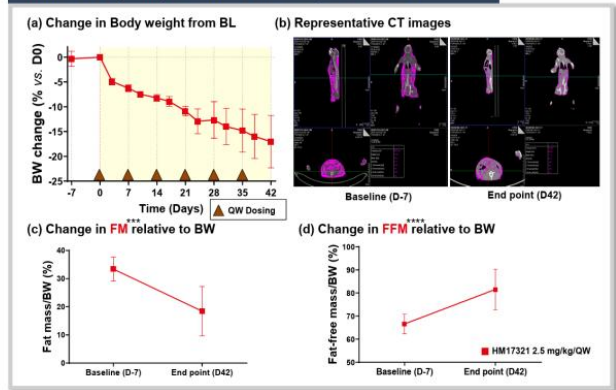 (a) Change in Body weight from BL
BW change (% vs. D0)
0
-5
-10
-15
-20
-25
-7 0 7 14 21 28 35 42
Time (Days)
QW Dosing
(b) Representative CT images
Baseline (D-7)
End point (D42)
(c) Change in FM*** relative to BW
Fat mass/BW (%)
50
40
30
20
10
0
Baseline (D-7)
End point (D42)
(d) Change in FFM**** relative to BW
Fat-free mass/BW (%)
100
90
80
70
60
50
Baseline (D-7)
End point (D42)
HM17321 2.5 mg/kg/QW